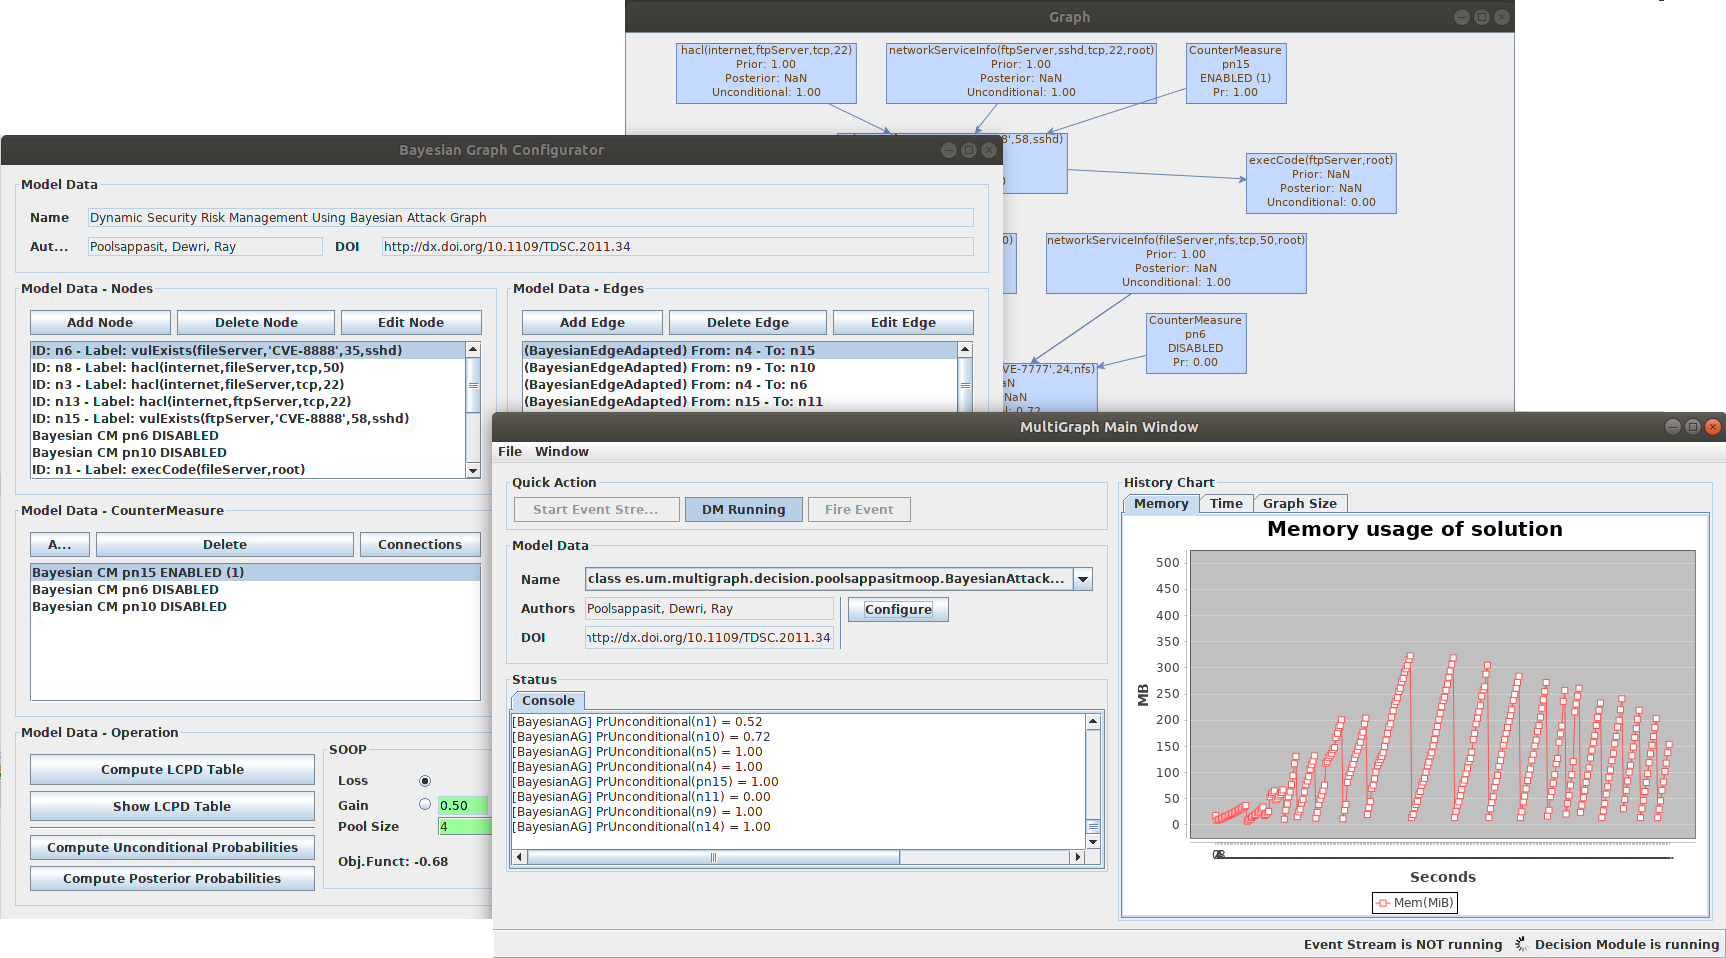 Graph
hacl(internet,ftpServer,tcp,22)
Prior: 1.00
Posterior: NaN
Unconditional: 1.00
networkServiceInfo(ftpServer,sshd,tcp,22,root)
Prior: 1.00
Posterior: NaN
Unconditional: 1.00
CounterMeasure
pn15
ENABLED (1)
Pr: 1.00
3',58,sshd)
execCode(ftpServer,root)
Prior: NaN
Posterior: NaN
Unconditional: 0.00
networkServiceInfo(fileServer,nfs,tcp,50,root)
Prior: 1.00
Posterior: NaN
Unconditional: 1.00
CounterMeasure
pn6
DISABLED
Pr: 0.00
VE-7777',24,nfs)
aN
NaN
l: 0.72
Bayesian Graph Configurator
Model Data
Name Dynamic Security Risk Management Using Bayesian Attack Graph
Aut... Poolsappasit, Dewri, Ray DOI http://dx.doi.org/10.1109/TDSC.2011.34
Model Data - Nodes
Add Node Delete Node Edit Node
ID: n6 - Label: vulExists(fileServer,'CVE-8888',35,sshd)
ID: n8 - Label: hacl(internet,fileServer,tcp,50)
ID: n3 - Label: hacl(internet,fileServer,tcp,22)
ID: n13 - Label: hacl(internet,ftpServer,tcp,22)
ID: n15 - Label: vulExists(ftpServer,'CVE-8888',58,sshd)
Bayesian CM pn6 DISABLED
Bayesian CM pn10 DISABLED
ID: n1 - Label: execCode(fileServer,root)
Model Data - Edges
Add Edge Delete Edge Edit Edge
(BayesianEdgeAdapted) From: n4 - To: n15
(BayesianEdgeAdapted) From: n9 - To: n10
(BayesianEdgeAdapted) From: n4 - To: n6
(BayesianEdgeAdapted) From: n15 - To: n11
Model Data - CounterMeasure
A... Delete Connections
Bayesian CM pn15 ENABLED (1)
Bayesian CM pn6 DISABLED
Bayesian CM pn10 DISABLED
Model Data - Operation
Compute LCPD Table
Show LCPD Table
Compute Unconditional Probabilities
Compute Posterior Probabilities
SOOP
Loss
Gain 0.50
Pool Size 4
Obj.Funct: -0.68
MultiGraph Main Window
File Window
Quick Action
Start Event Stre... DM Running Fire Event
Model Data
Name class es.um.multigraph.decision.poolsappasitmoop.BayesianAttack...
Authors Poolsappasit, Dewri, Ray Configure
DOI http://dx.doi.org/10.1109/TDSC.2011.34
Status
Console
[BayesianAG] PrUnconditional(n1) = 0.52
[BayesianAG] PrUnconditional(n10) = 0.72
[BayesianAG] PrUnconditional(n5) = 1.00
[BayesianAG] PrUnconditional(n4) = 1.00
[BayesianAG] PrUnconditional(pn15) = 1.00
[BayesianAG] PrUnconditional(n11) = 0.00
[BayesianAG] PrUnconditional(n9) = 1.00
[BayesianAG] PrUnconditional(n14) = 1.00
History Chart
Memory Time Graph Size
Memory usage of solution
500
450
400
350
300
250
200
150
100
50
0
MB
Seconds
Mem(MiB)
Event Stream is NOT running Decision Module is running